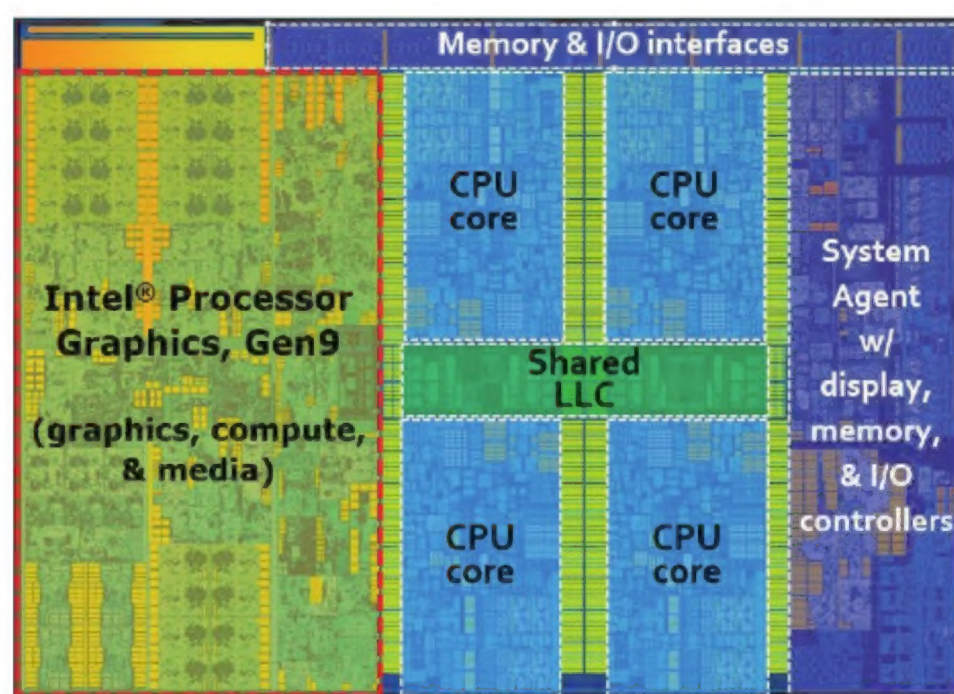 Memory & I/O interfaces
CPU
core
CPU
core
Intel® Processor
Graphics, Gen9
(graphics, compute,
& media)
Shared
LLC
System
Agent
w/
display,
memory,
& I/O
controllers
CPU
core
CPU
core